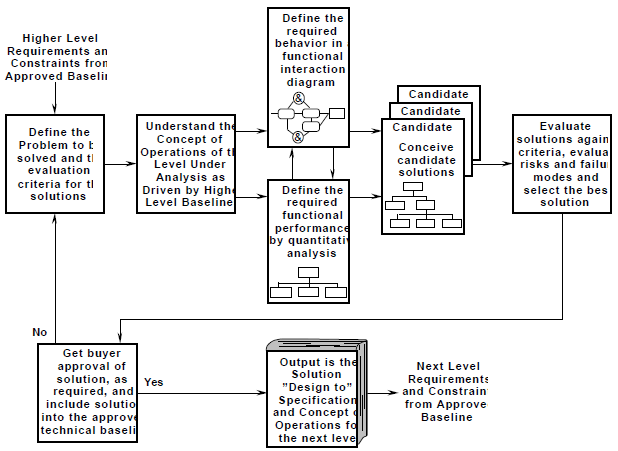 Higher Level
Requirements an
Constraints from
Approved Baselin
Define the
Problem to b
solved and th
evaluation
criteria for th
solutions
Understand the
Concept of
Operations of th
Level Under
Analysis as
Driven by Highe
Level Baseline
Define the
required
behavior in
functional
interaction
diagram
&
&
Define the
required
functional
performance
by quantitativ
analysis
Candidate
Candidate
Candidate
Conceive
candidate
solutions
Evaluate
solutions again
criteria, evalua
risks and failu
modes and
select the bes
solution
No
Get buyer
approval of
solution, as
required, and
include solutio
into the approve
technical baseli
Yes
Output is the
Solution
"Design to"
Specification
and Concept o
Operations fo
the next leve
Next Level
Requirements
and Constraint
from Approve
Baseline